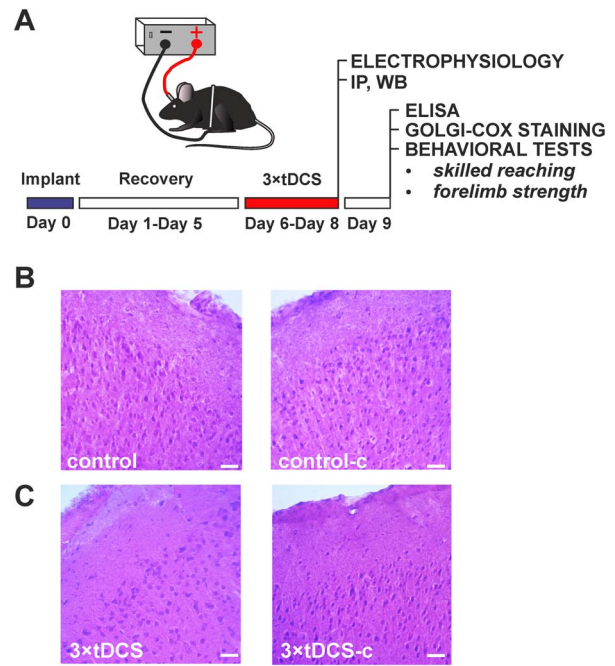 A
− +
ELECTROPHYSIOLOGY
IP, WB
ELISA
GOLGI-COX STAINING
BEHAVIORAL TESTS
• skilled reaching
• forelimb strength
Implant Recovery 3×tDCS
Day 0 Day 1-Day 5 Day 6-Day 8 Day 9
B
control control-c
C
3×tDCS 3×tDCS-c